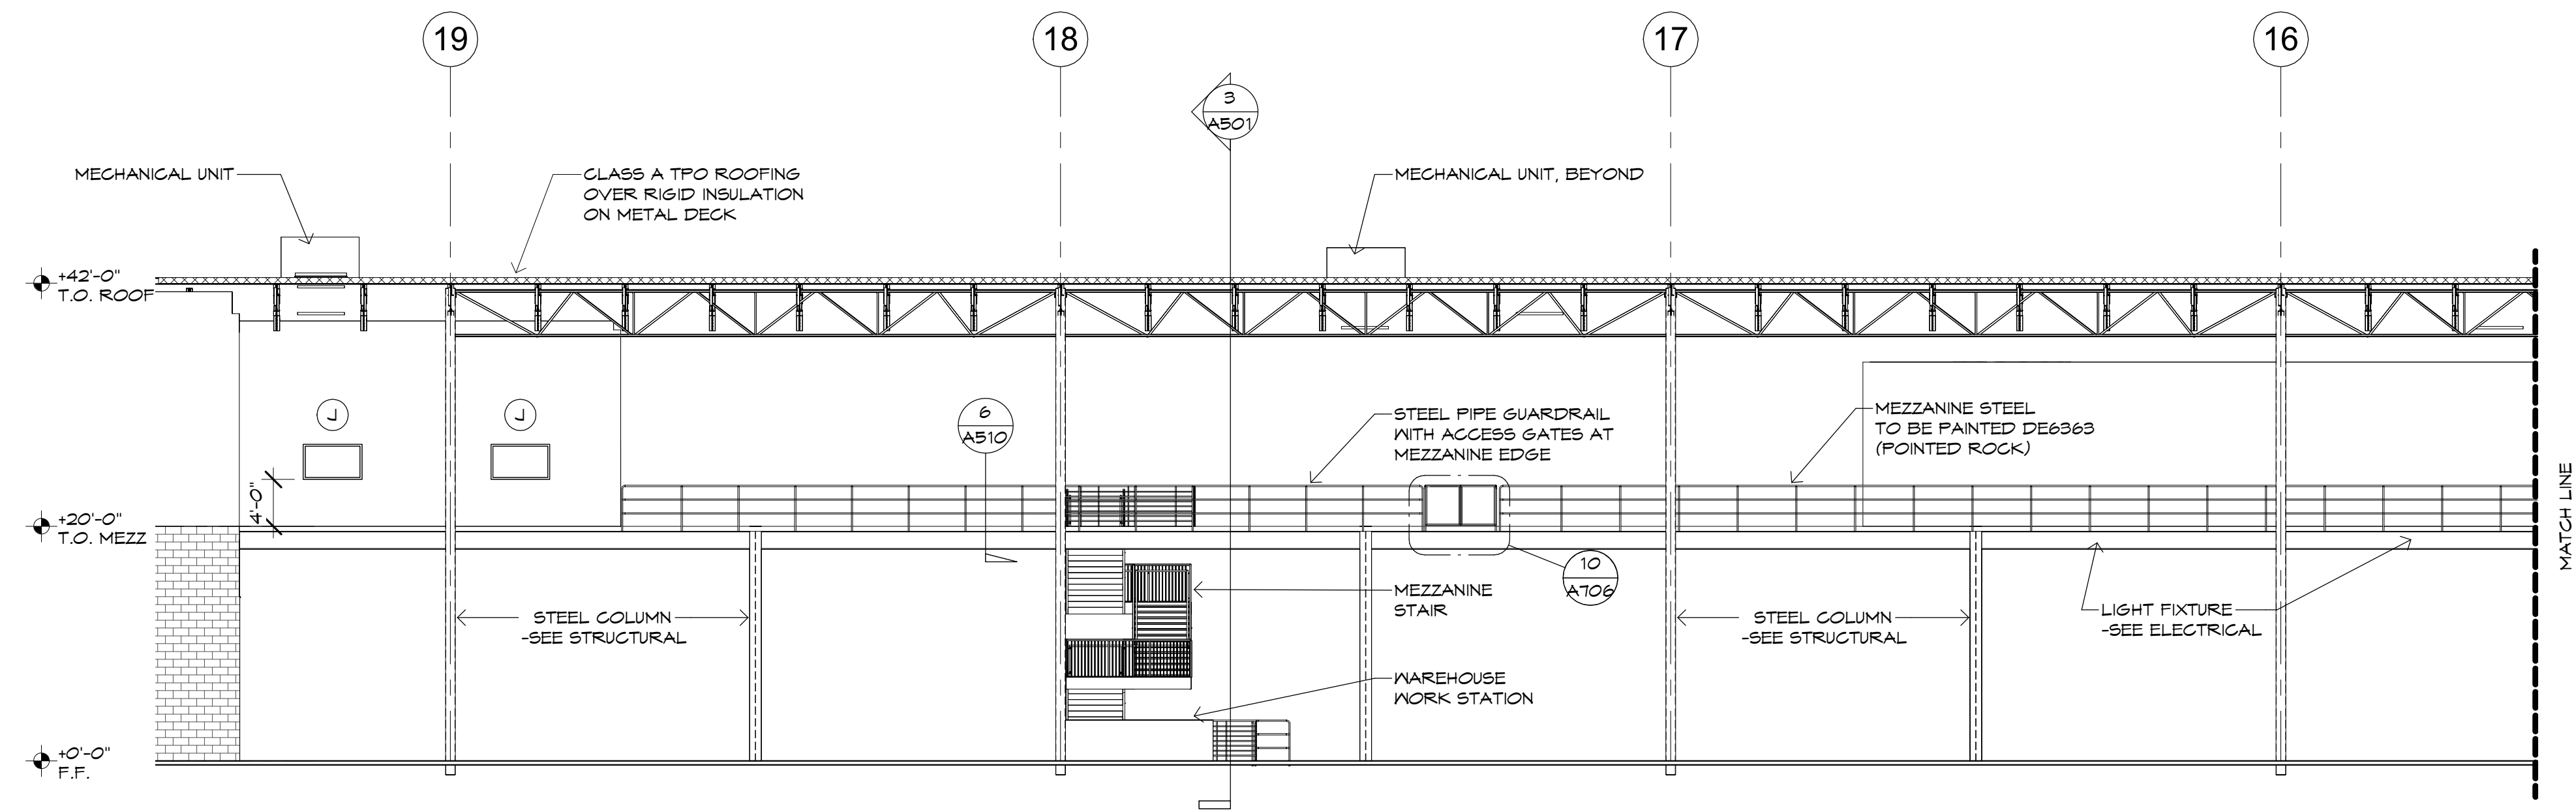 19
18
17
16
3
A501
MECHANICAL UNIT
CLASS A TPO ROOFING
OVER RIGID INSULATION
ON METAL DECK
MECHANICAL UNIT, BEYOND
+42'-0"
T.O. ROOF
J
J
6
A510
STEEL PIPE GUARDRAIL
WITH ACCESS GATES AT
MEZZANINE EDGE
MEZZANINE STEEL
TO BE PAINTED DE6363
(POINTED ROCK)
4'-0"
+20'-0"
T.O. MEZZ
MATCH LINE
10
A706
MEZZANINE
STAIR
STEEL COLUMN
-SEE STRUCTURAL
STEEL COLUMN
-SEE STRUCTURAL
LIGHT FIXTURE
-SEE ELECTRICAL
WAREHOUSE
WORK STATION
+0'-0"
F.F.